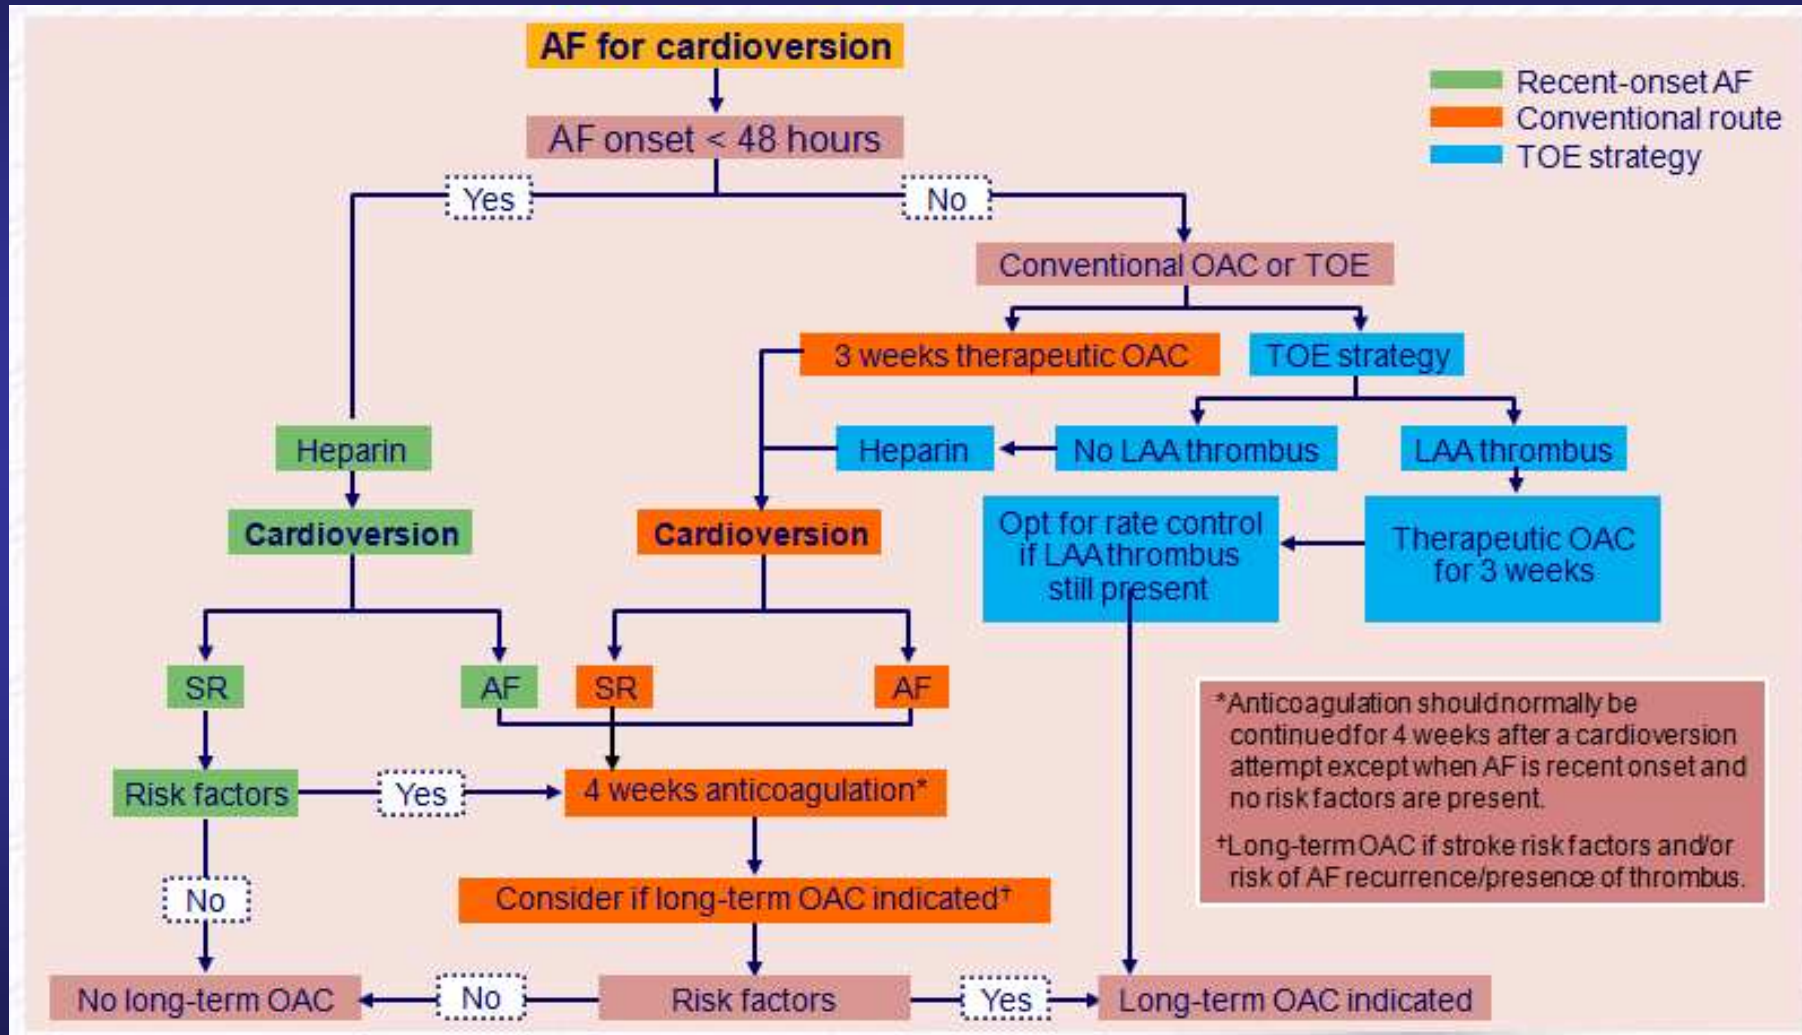 AF for cardioversion
Recent-onset AF
Conventional route
TOE strategy
AF onset < 48 hours
Yes
No
Conventional OAC or TOE
3 weeks therapeutic OAC
TOE strategy
Heparin
Heparin
No LAA thrombus
LAA thrombus
Cardioversion
Cardioversion
Opt for rate control
if LAA thrombus
still present
Therapeutic OAC
for 3 weeks
SR
AF
SR
AF
*Anticoagulation should normally be
continued for 4 weeks after a cardioversion
attempt except when AF is recent onset and
no risk factors are present.
†Long-term OAC if stroke risk factors and/or
risk of AF recurrence/presence of thrombus.
Risk factors
Yes
4 weeks anticoagulation*
No
Consider if long-term OAC indicated†
No long-term OAC
No
Risk factors
Yes
Long-term OAC indicated